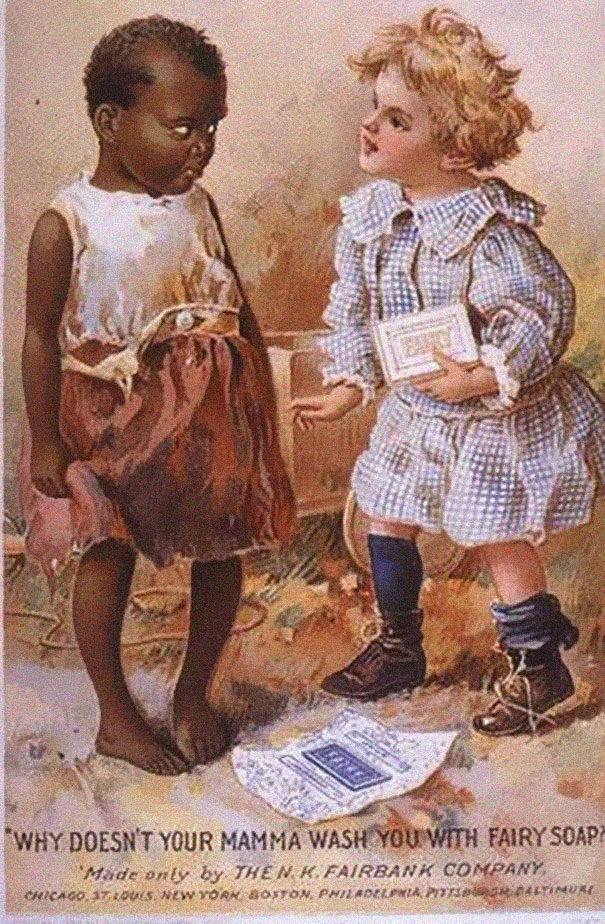 "WHY DOESN'T YOUR MAMMA WASH YOU WITH FAIRY SOAP?
"Made only by THE N. K. FAIRBANK COMPANY.
CHICAGO, ST. LOUIS, NEW YORK, BOSTON, PHILADELPHIA, PITTSBURGH, BALTIMORE